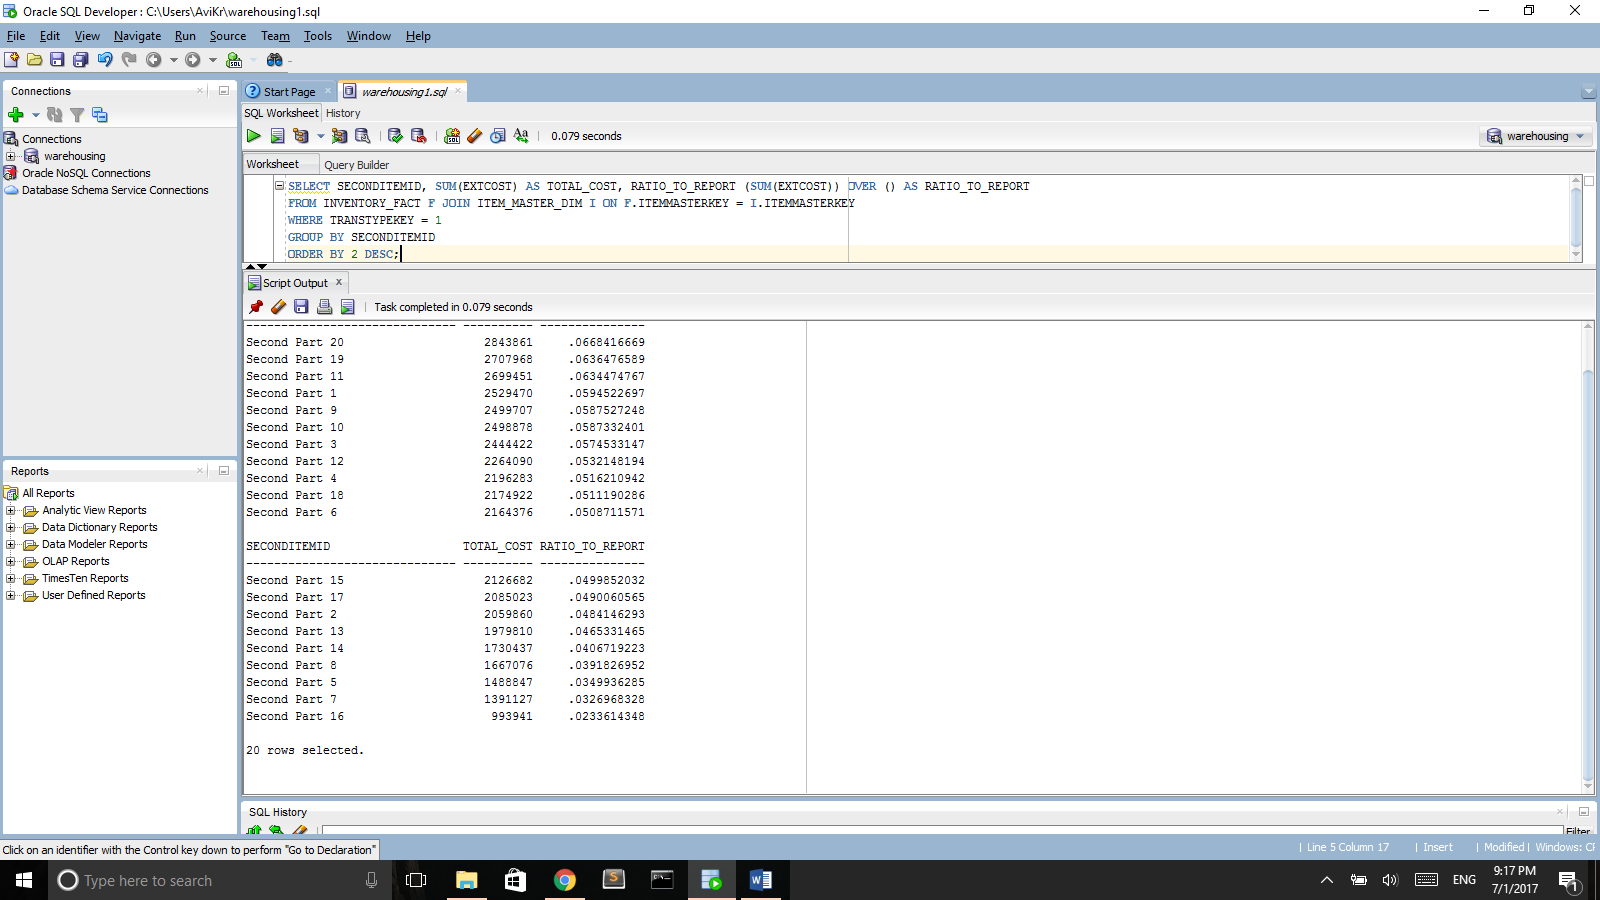 Oracle SQL Developer : C:\Users\AviKr\warehousing1.sql
File Edit View Navigate Run Source Team Tools Window Help
Connections
Connections
warehousing
Oracle NoSQL Connections
Database Schema Service Connections
Reports
All Reports
Analytic View Reports
Data Dictionary Reports
Data Modeler Reports
OLAP Reports
TimesTen Reports
User Defined Reports
Start Page
warehousing1.sql
SQL Worksheet History
0.079 seconds
warehousing
Worksheet Query Builder
SELECT SECONDITEMID, SUM(EXTCOST) AS TOTAL_COST, RATIO_TO_REPORT (SUM(EXTCOST)) OVER () AS RATIO_TO_REPORT
FROM INVENTORY_FACT F JOIN ITEM_MASTER_DIM I ON F.ITEMMASTERKEY = I.ITEMMASTERKEY
WHERE TRANSTYPEKEY = 1
GROUP BY SECONDITEMID
ORDER BY 2 DESC;
Script Output x
Task completed in 0.079 seconds
------------------------------ ---------- ---------------
Second Part 20 2843861 .0668416669
Second Part 19 2707968 .0636476589
Second Part 11 2699451 .0634474767
Second Part 1 2529470 .0594522697
Second Part 9 2499707 .0587527248
Second Part 10 2498878 .0587332401
Second Part 3 2444422 .0574533147
Second Part 12 2264090 .0532148194
Second Part 4 2196283 .0516210942
Second Part 18 2174922 .0511190286
Second Part 6 2164376 .0508711571
SECONDITEMID TOTAL_COST RATIO_TO_REPORT
------------------------------ ---------- ---------------
Second Part 15 2126682 .0499852032
Second Part 17 2085023 .0490060565
Second Part 2 2059860 .0484146293
Second Part 13 1979810 .0465331465
Second Part 14 1730437 .0406719223
Second Part 8 1667076 .0391826952
Second Part 5 1488847 .0349936285
Second Part 7 1391127 .0326968328
Second Part 16 993941 .0233614348
20 rows selected.
SQL History
Filter
Click on an identifier with the Control key down to perform "Go to Declaration"
Line 5 Column 17 Insert Modified Windows: CF
Type here to search
ENG
9:17 PM
7/1/2017
1